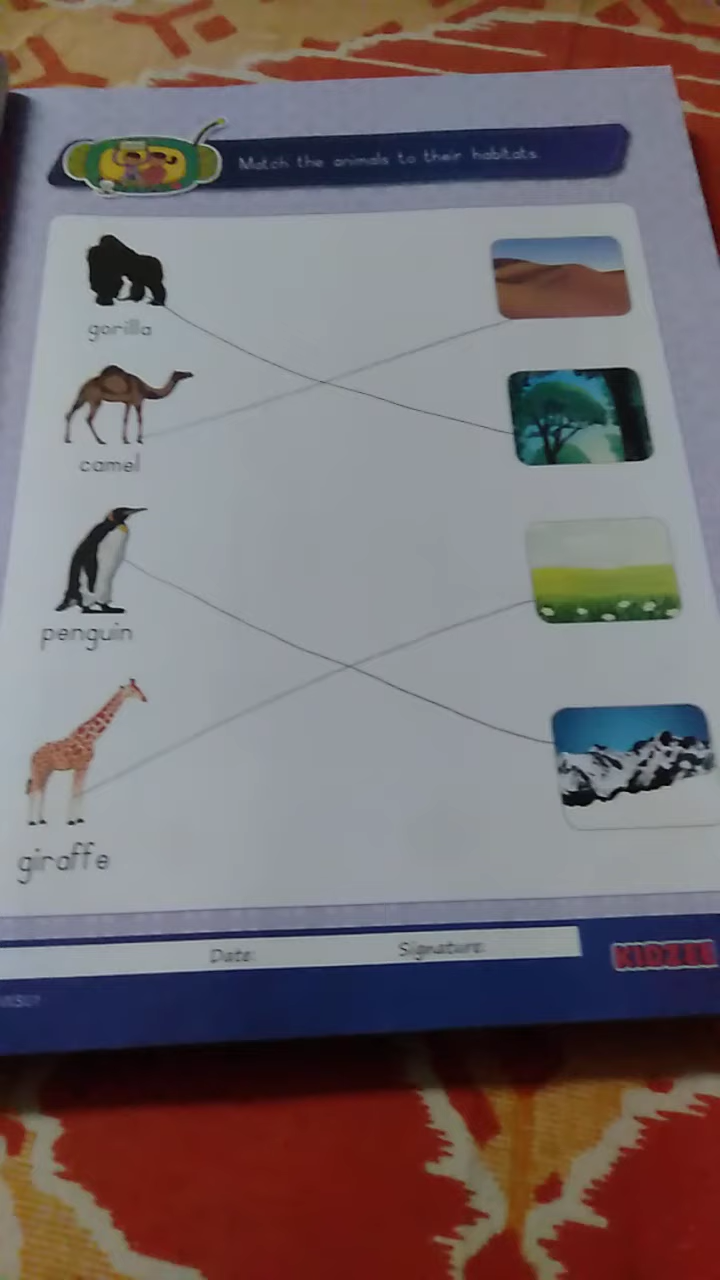 Match the animals to their habitats.
gorilla
camel
penguin
giraffe
Date:
Signature:
KIDZEE